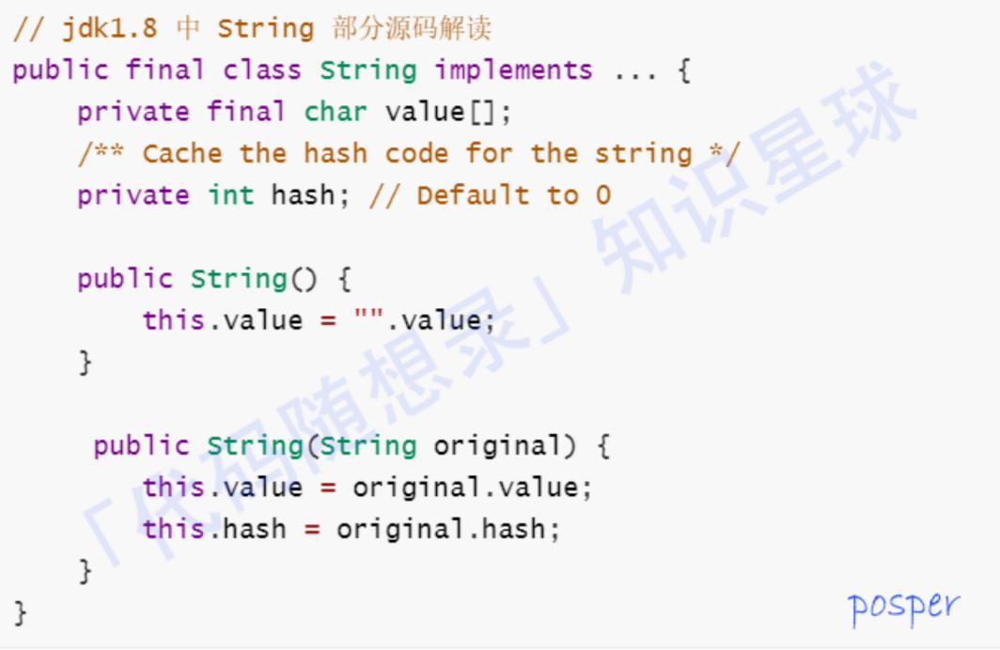 // jdk1.8 中 String 部分源码解读
public final class String implements ... {
    private final char value[];
    /** Cache the hash code for the string */
    private int hash; // Default to 0

    public String() {
        this.value = "".value;
    }

     public String(String original) {
        this.value = original.value;
        this.hash = original.hash;
    }
}
「代码随想录」知识星球
posper